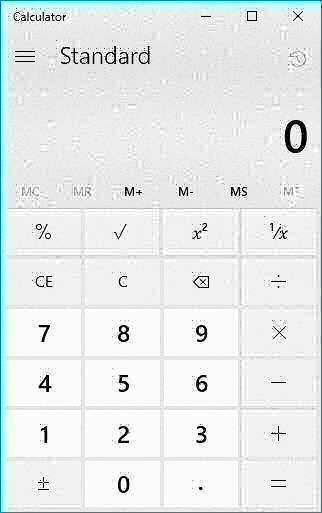 Calculator
Standard
0
MC MR M+ M- MS M˅
% √ x² ¹/x
CE C ⌫ ÷
7 8 9 ×
4 5 6 −
1 2 3 +
± 0 . =